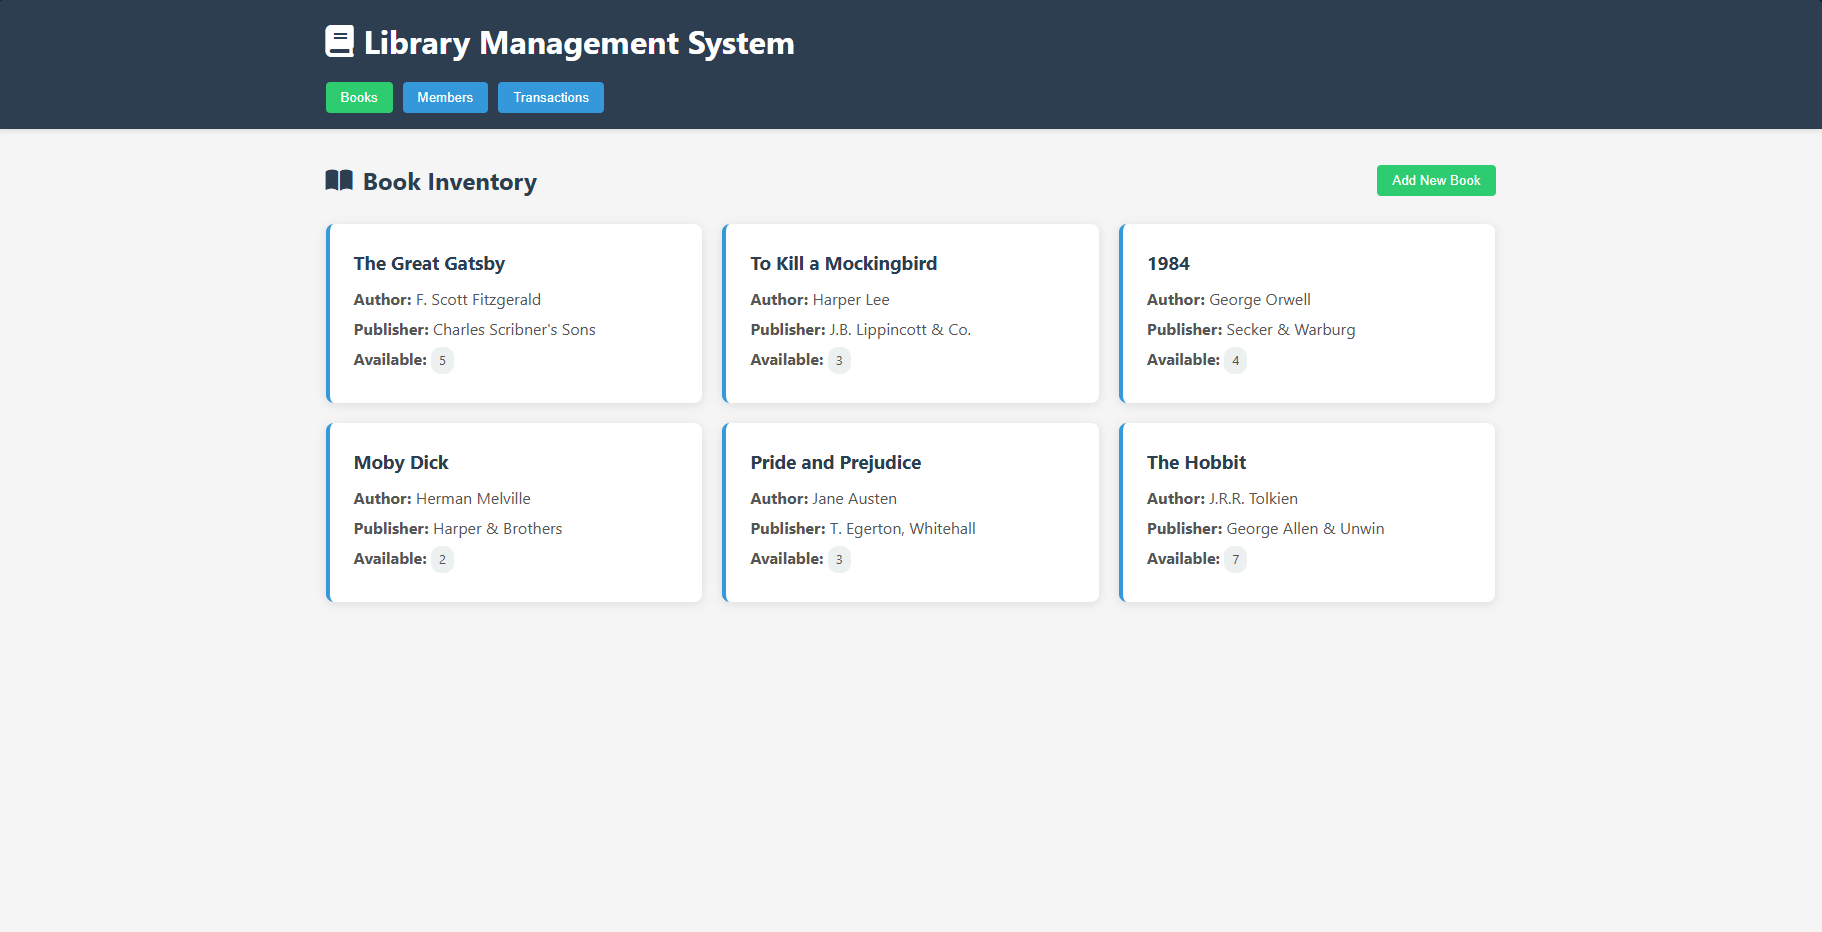 Library Management System
Books Members Transactions
Book Inventory
Add New Book
The Great Gatsby
Author: F. Scott Fitzgerald
Publisher: Charles Scribner's Sons
Available: 5
To Kill a Mockingbird
Author: Harper Lee
Publisher: J.B. Lippincott & Co.
Available: 3
1984
Author: George Orwell
Publisher: Secker & Warburg
Available: 4
Moby Dick
Author: Herman Melville
Publisher: Harper & Brothers
Available: 2
Pride and Prejudice
Author: Jane Austen
Publisher: T. Egerton, Whitehall
Available: 3
The Hobbit
Author: J.R.R. Tolkien
Publisher: George Allen & Unwin
Available: 7